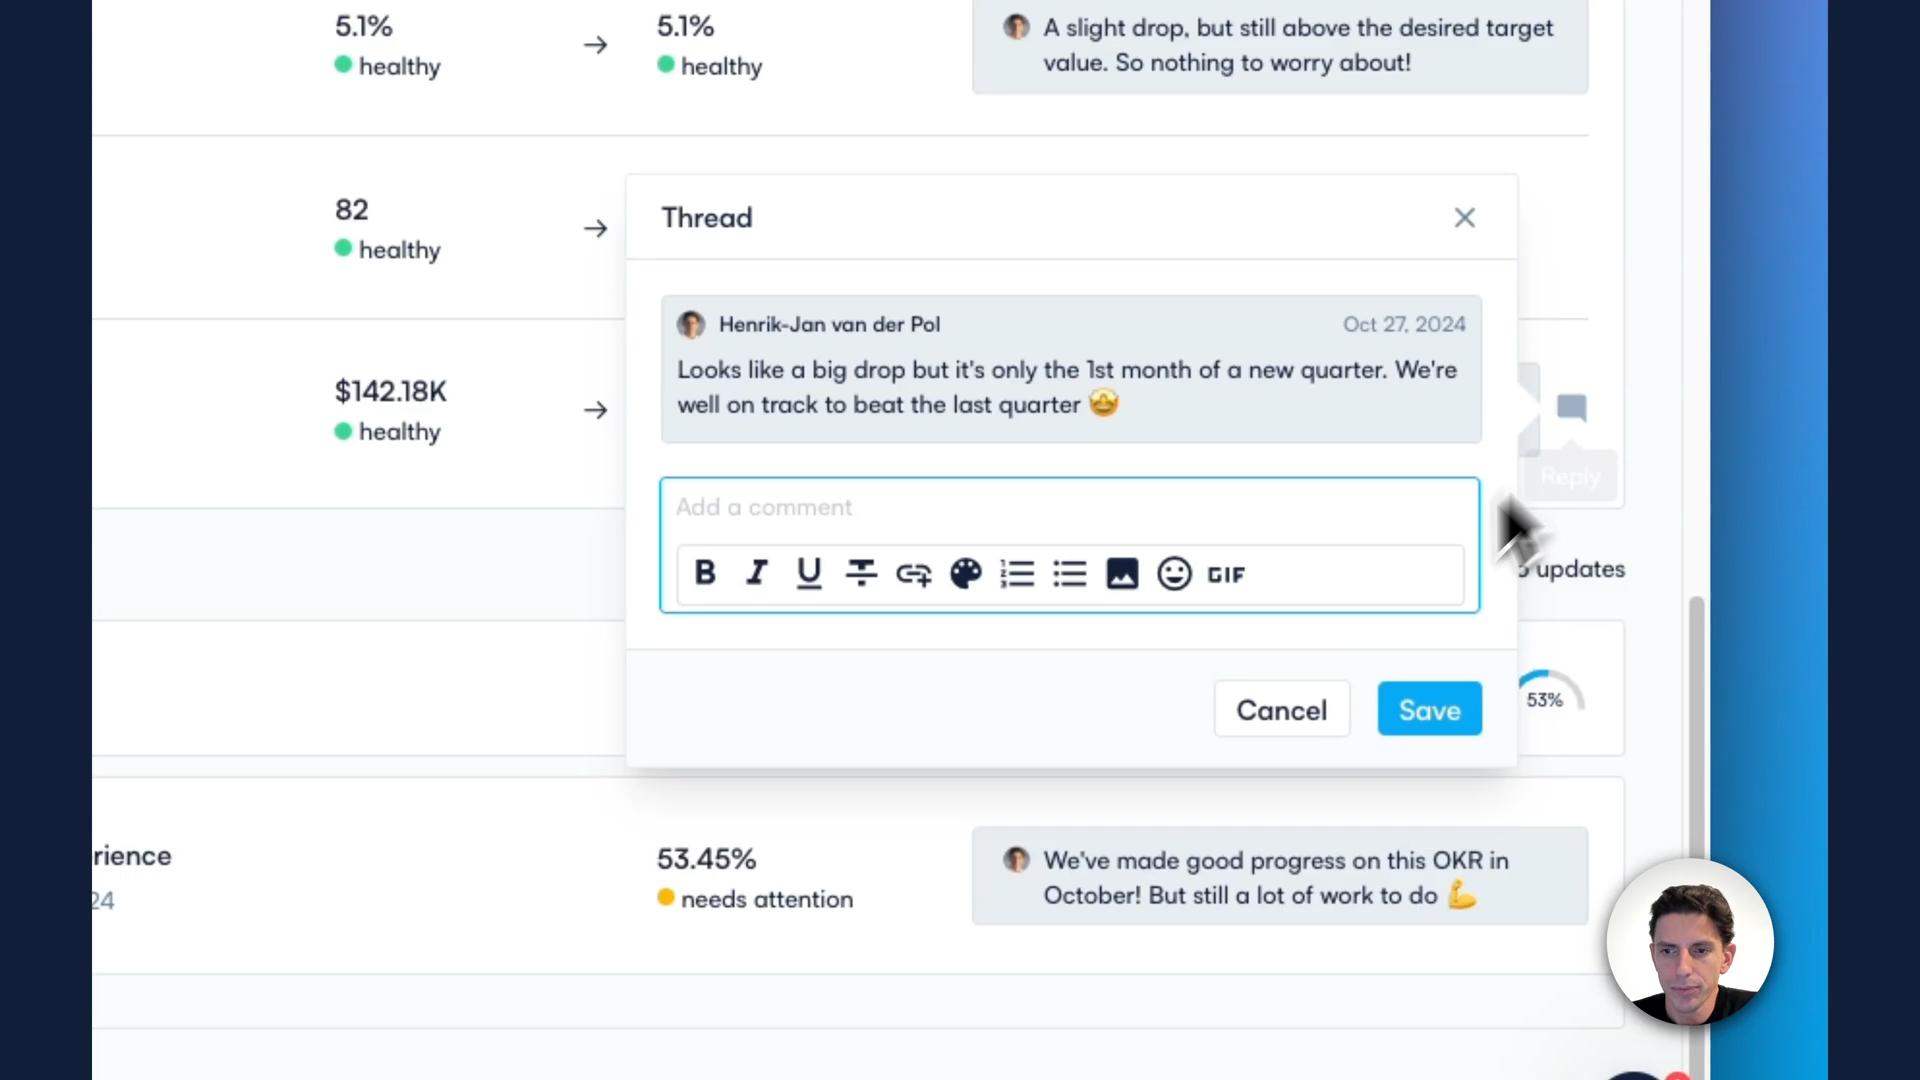 5.1%
healthy
→
5.1%
healthy
A slight drop, but still above the desired target
value. So nothing to worry about!
82
healthy
→
Thread
Henrik-Jan van der Pol
Oct 27, 2024
Looks like a big drop but it's only the 1st month of a new quarter. We're
well on track to beat the last quarter 🤩
$142.18K
healthy
→
Reply
Add a comment
B I U GIF
updates
Cancel
Save
53%
rience
24
53.45%
needs attention
We've made good progress on this OKR in
October! But still a lot of work to do 💪